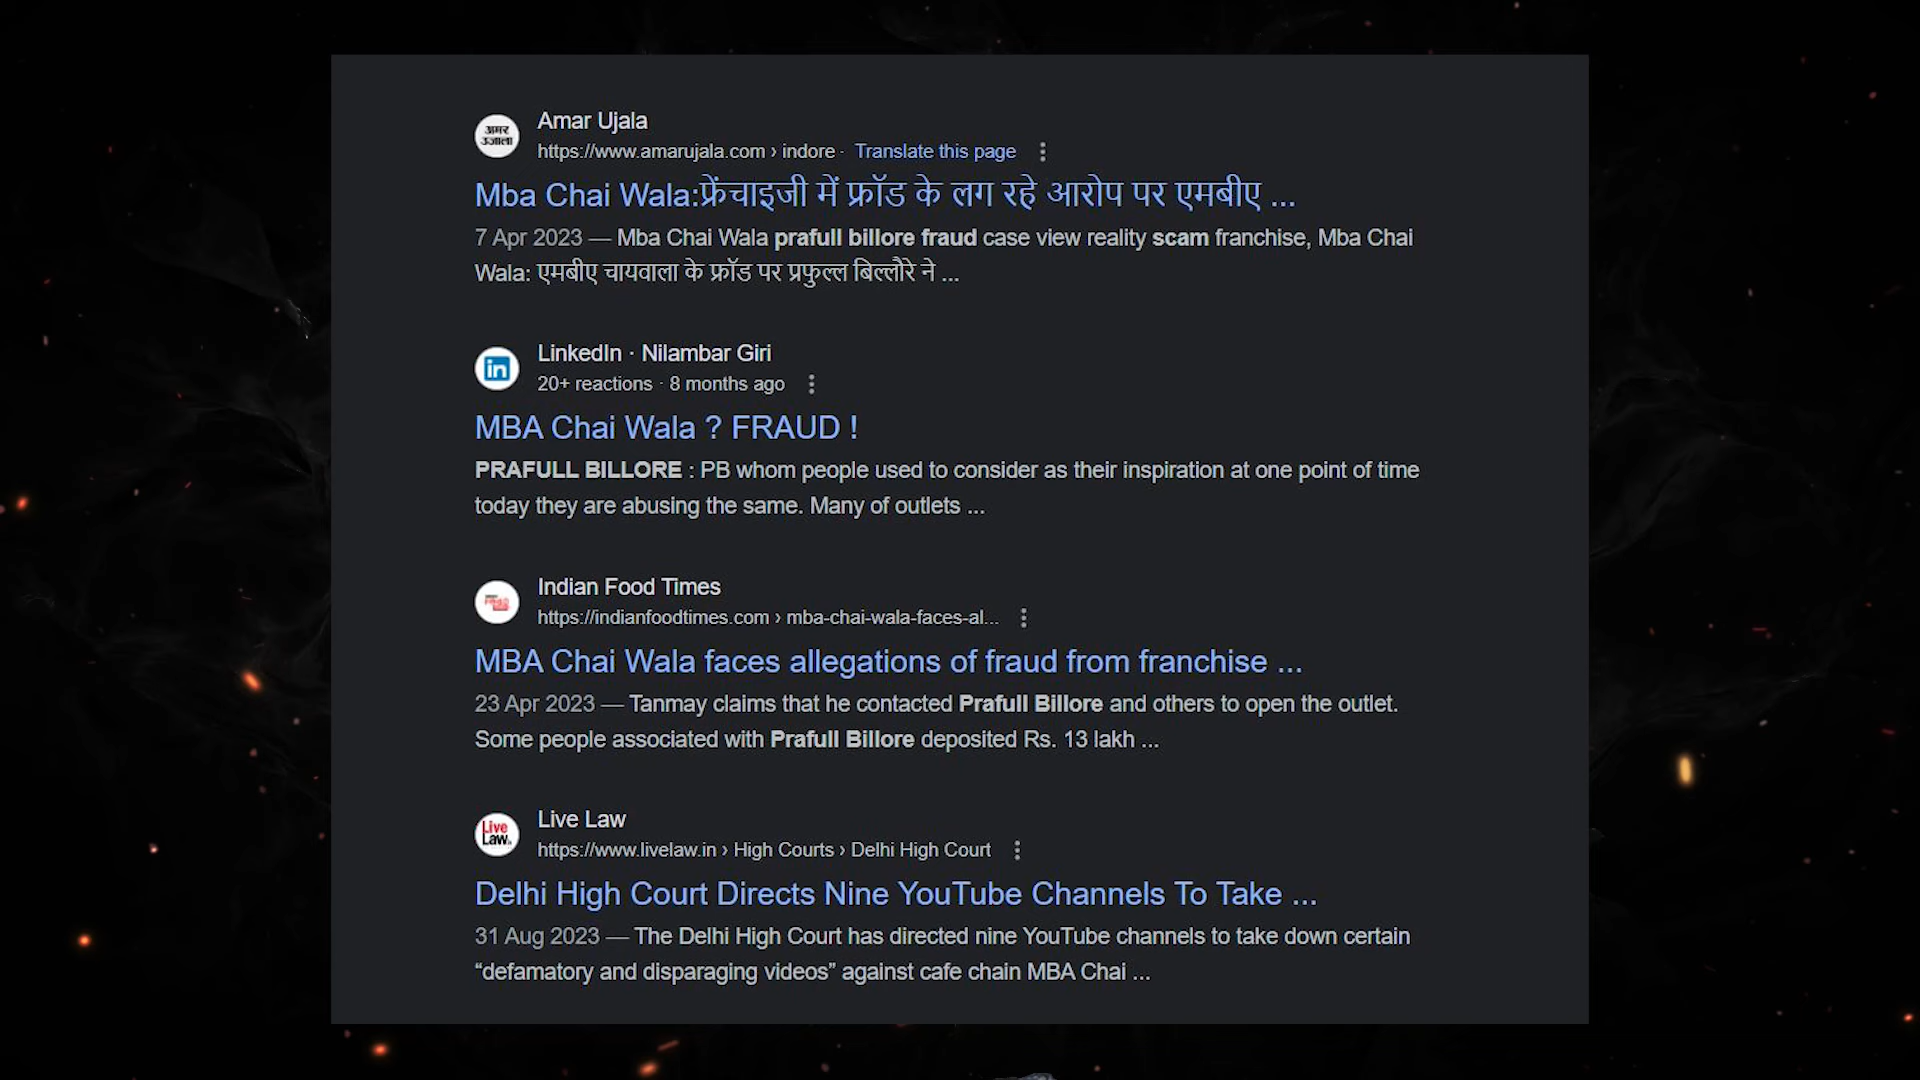 Amar Ujala
अमर
उजाला
https://www.amarujala.com › indore · Translate this page
Mba Chai Wala:फ्रेंचाइजी में फ्रॉड के लग रहे आरोप पर एमबीए ...
7 Apr 2023 — Mba Chai Wala prafull billore fraud case view reality scam franchise, Mba Chai
Wala: एमबीए चायवाला के फ्रॉड पर प्रफुल्ल बिल्लौरे ने ...
LinkedIn · Nilambar Giri
in
20+ reactions · 8 months ago
MBA Chai Wala ? FRAUD !
PRAFULL BILLORE : PB whom people used to consider as their inspiration at one point of time
today they are abusing the same. Many of outlets ...
Indian Food Times
https://indianfoodtimes.com › mba-chai-wala-faces-al...
MBA Chai Wala faces allegations of fraud from franchise ...
23 Apr 2023 — Tanmay claims that he contacted Prafull Billore and others to open the outlet.
Some people associated with Prafull Billore deposited Rs. 13 lakh ...
Live Law
Live
Law.
https://www.livelaw.in › High Courts › Delhi High Court
Delhi High Court Directs Nine YouTube Channels To Take ...
31 Aug 2023 — The Delhi High Court has directed nine YouTube channels to take down certain
“defamatory and disparaging videos” against cafe chain MBA Chai ...